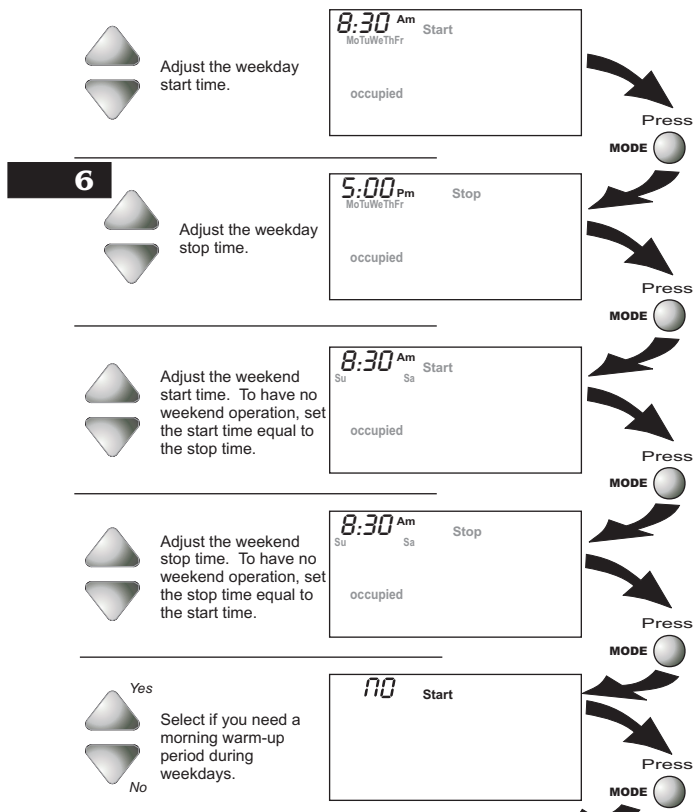 8:30 Am Start
MoTuWeThFr
Adjust the weekday
start time.
occupied
Press
MODE
6
5:00 Pm Stop
MoTuWeThFr
Adjust the weekday
stop time.
occupied
Press
MODE
8:30 Am Start
Su Sa
Adjust the weekend
start time. To have no
weekend operation, set
the start time equal to
the stop time.
occupied
Press
MODE
8:30 Am Stop
Su Sa
Adjust the weekend
stop time. To have no
weekend operation, set
the stop time equal to
the start time.
occupied
Press
MODE
Yes
no Start
Select if you need a
morning warm-up
period during
weekdays.
No
Press
MODE